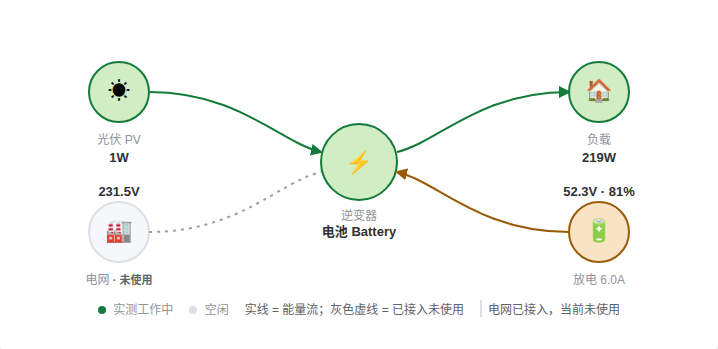 光伏 PV
1W
负载
219W
231.5V
52.3V · 81%
逆变器
电池 Battery
电网 · 未使用
放电 6.0A
实测工作中 空闲 实线 = 能量流；灰色虚线 = 已接入未使用 电网已接入，当前未使用